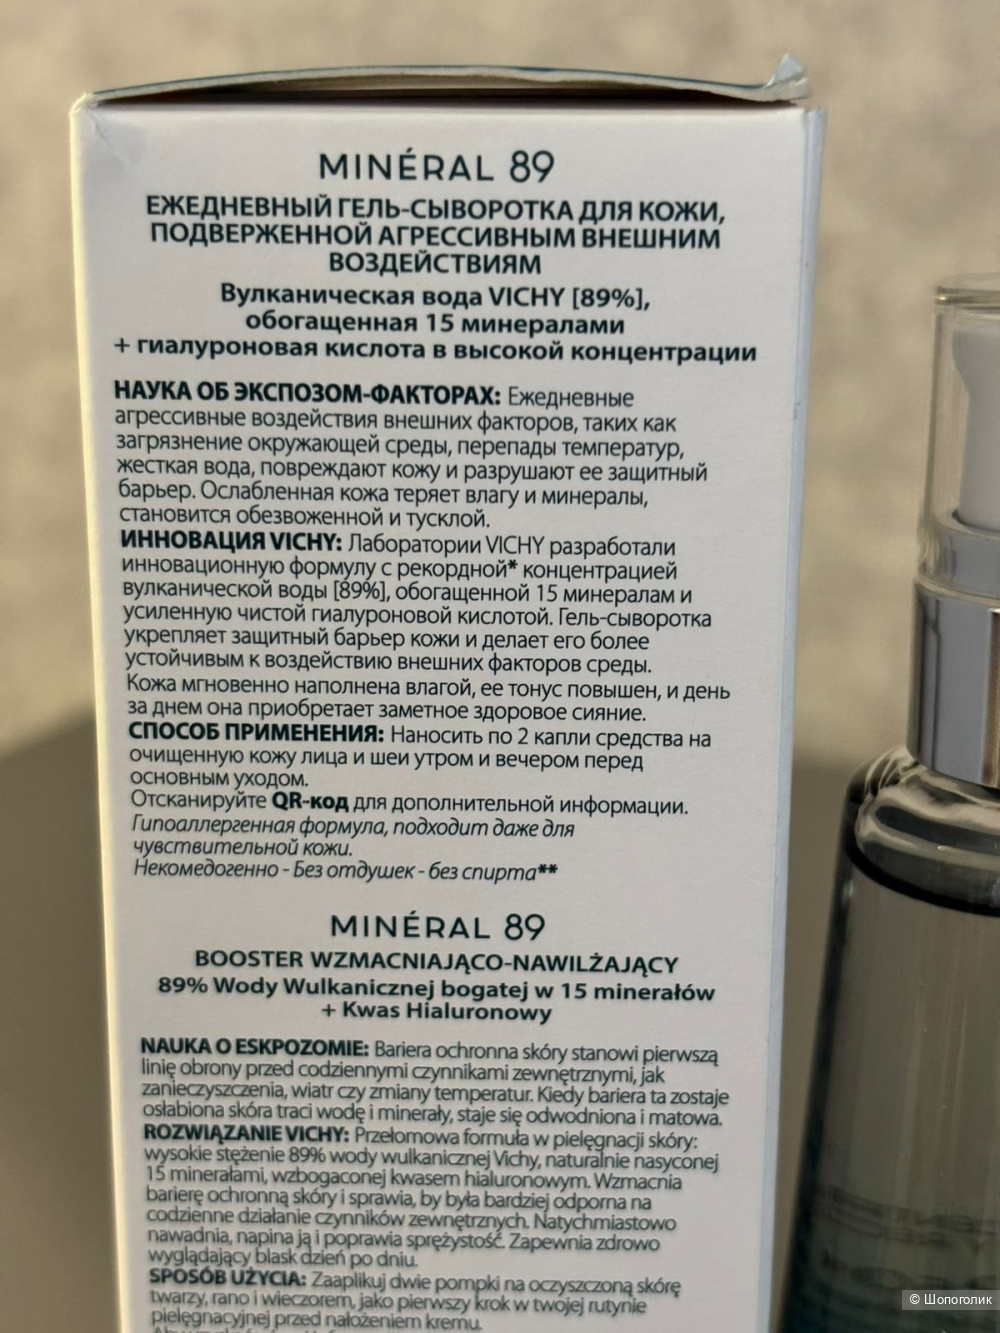 MINÉRAL 89
ЕЖЕДНЕВНЫЙ ГЕЛЬ-СЫВОРОТКА ДЛЯ КОЖИ,
ПОДВЕРЖЕННОЙ АГРЕССИВНЫМ ВНЕШНИМ
ВОЗДЕЙСТВИЯМ
Вулканическая вода VICHY [89%],
обогащенная 15 минералами
+ гиалуроновая кислота в высокой концентрации
НАУКА ОБ ЭКСПОЗОМ-ФАКТОРАХ: Ежедневные
агрессивные воздействия внешних факторов, таких как
загрязнение окружающей среды, перепады температур,
жесткая вода, повреждают кожу и разрушают ее защитный
барьер. Ослабленная кожа теряет влагу и минералы,
становится обезвоженной и тусклой.
ИННОВАЦИЯ VICHY: Лаборатории VICHY разработали
инновационную формулу с рекордной* концентрацией
вулканической воды [89%], обогащенной 15 минералам и
усиленную чистой гиалуроновой кислотой. Гель-сыворотка
укрепляет защитный барьер кожи и делает его более
устойчивым к воздействию внешних факторов среды.
Кожа мгновенно наполнена влагой, ее тонус повышен, и день
за днем она приобретает заметное здоровое сияние.
СПОСОБ ПРИМЕНЕНИЯ: Наносить по 2 капли средства на
очищенную кожу лица и шеи утром и вечером перед
основным уходом.
Отсканируйте QR-код для дополнительной информации.
Гипоаллергенная формула, подходит даже для
чувствительной кожи.
Некомедогенно - Без отдушек - без спирта**
MINÉRAL 89
BOOSTER WZMACNIAJĄCO-NAWILŻAJĄCY
89% Wody Wulkanicznej bogatej w 15 minerałów
+ Kwas Hialuronowy
NAUKA O ESKPOZOMIE: Bariera ochronna skóry stanowi pierwszą
linię obrony przed codziennymi czynnikami zewnętrznymi, jak
zanieczyszczenia, wiatr czy zmiany temperatur. Kiedy bariera ta zostaje
osłabiona skóra traci wodę i minerały, staje się odwodniona i matowa.
ROZWIĄZANIE VICHY: Przełomowa formuła w pielęgnacji skóry:
wysokie stężenie 89% wody wulkanicznej Vichy, naturalnie nasyconej
15 minerałami, wzbogaconej kwasem hialuronowym. Wzmacnia
barierę ochronną skóry i sprawia, by była bardziej odporna na
codzienne działanie czynników zewnętrznych. Natychmiastowo
nawadnia, napina ją i poprawia sprężystość. Zapewnia zdrowo
wyglądający blask dzień po dniu.
SPOSÓB UŻYCIA: Zaaplikuj dwie pompki na oczyszczoną skórę
twarzy, rano i wieczorem, jako pierwszy krok w twojej rutynie
pielęgnacyjnej przed nałożeniem kremu.
© Шопоголик